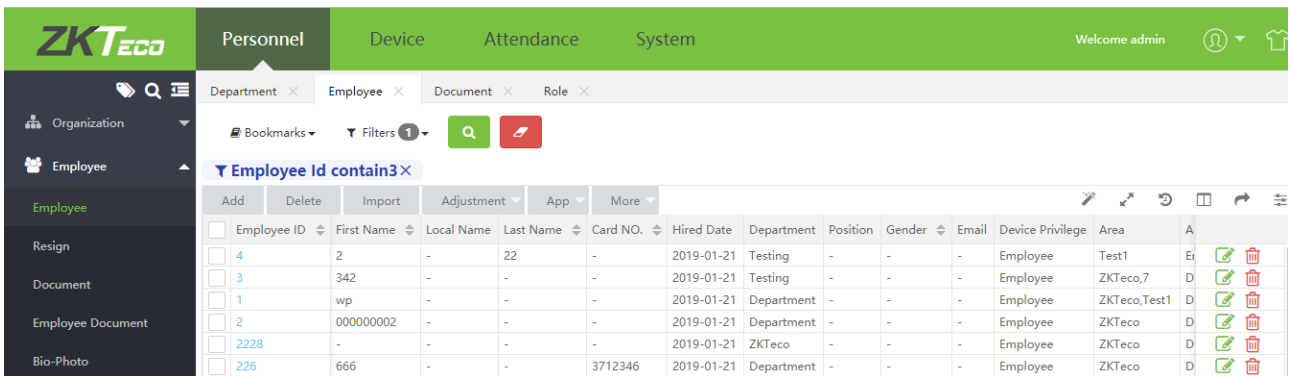 ZKTeco Personnel Device Attendance System Welcome admin
Department × Employee × Document × Role ×
Organization
Bookmarks Filters 1
Employee
Employee Id contain3×
Add Delete Import Adjustment App More
Employee
Employee ID First Name Local Name Last Name Card NO. Hired Date Department Position Gender Email Device Privilege Area A
Resign
4 2 - 22 - 2019-01-21 Testing - - - Employee Test1
3 342 - - - 2019-01-21 Testing - - - Employee ZKTeco,7 D
Document
1 wp - - - 2019-01-21 Department - - - Employee ZKTeco,Test1 D
Employee Document
2 000000002 - - - 2019-01-21 Department - - - Employee ZKTeco D
2228 - - - - 2019-01-21 ZKTeco - - - Employee ZKTeco D
Bio-Photo
226 666 - - 3712346 2019-01-21 Department - - - Employee ZKTeco D